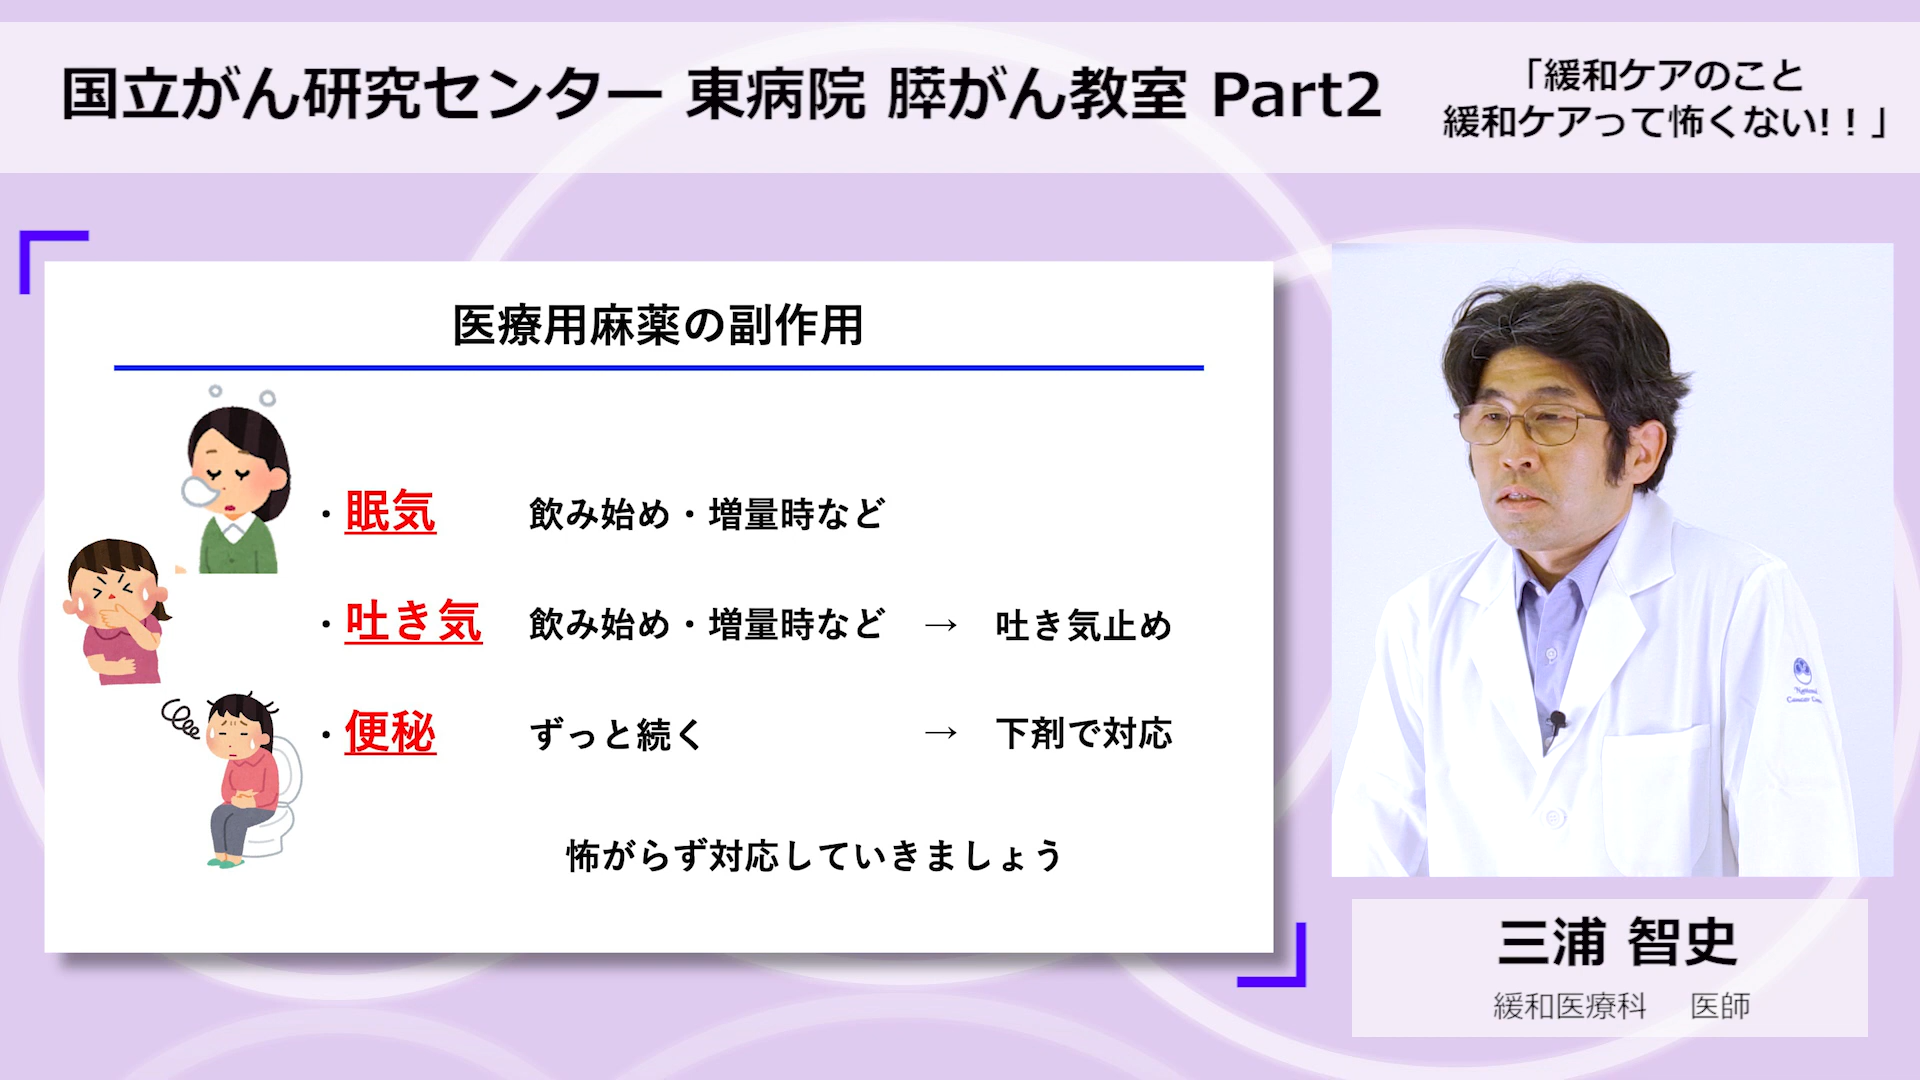 国立がん研究センター 東病院 膵がん教室 Part2
「緩和ケアのこと
緩和ケアって怖くない!！」
医療用麻薬の副作用
・眠気 飲み始め・増量時など
・吐き気 飲み始め・増量時など → 吐き気止め
・便秘 ずっと続く → 下剤で対応
怖がらず対応していきましょう
三浦 智史
緩和医療科 医師